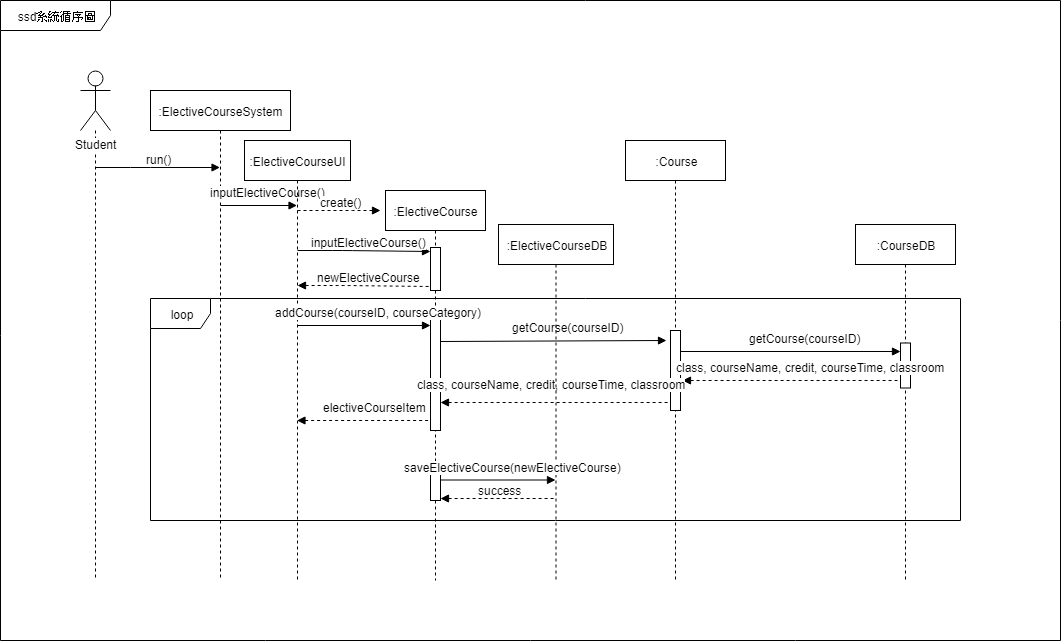 ssd系統循序圖
Student
:ElectiveCourseSystem
run()
:ElectiveCourseUI
:Course
inputElectiveCourse()
create()
:ElectiveCourse
:ElectiveCourseDB
:CourseDB
inputElectiveCourse()
newElectiveCourse
loop
addCourse(courseID, courseCategory)
getCourse(courseID)
getCourse(courseID)
class, courseName, credit, courseTime, classroom
class, courseName, credit, courseTime, classroom
electiveCourseItem
saveElectiveCourse(newElectiveCourse)
success